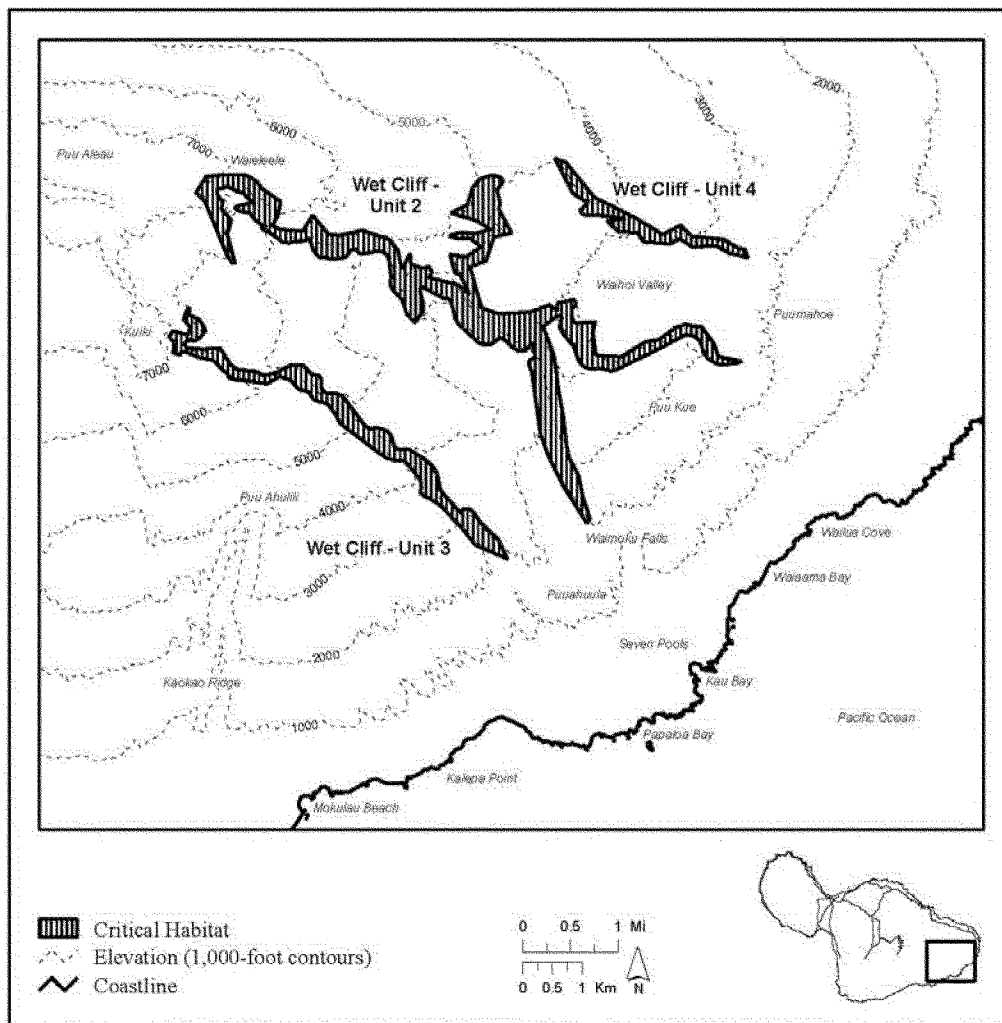 2000
3000
4000
5000
6000
7000
Puu Aleau
Waieleele
Wet Cliff -
Unit 2
Wet Cliff - Unit 4
Waihoi Valley
Puumahoe
Kuiki
7000
6000
Puu Kue
5000
Puu Ahulili
4000
Wet Cliff - Unit 3
Waimoku Falls
Wailua Cove
Waiaama Bay
3000
Puuahuula
2000
Seven Pools
Kaokao Ridge
Kau Bay
1000
Papaloa Bay
Pacific Ocean
Kalepa Point
Mokulau Beach
Critical Habitat
Elevation (1,000-foot contours)
Coastline
0 0.5 1 Mi
0 0.5 1 Km
N